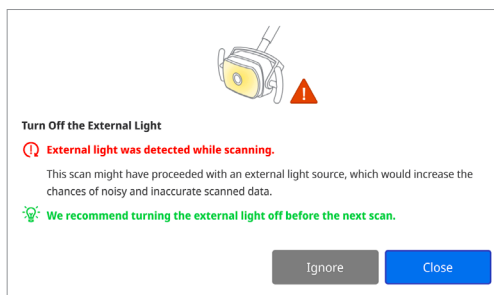 Turn Off the External Light
External light was detected while scanning.
This scan might have proceeded with an external light source, which would increase the
chances of noisy and inaccurate scanned data.
We recommend turning the external light off before the next scan.
Ignore
Close